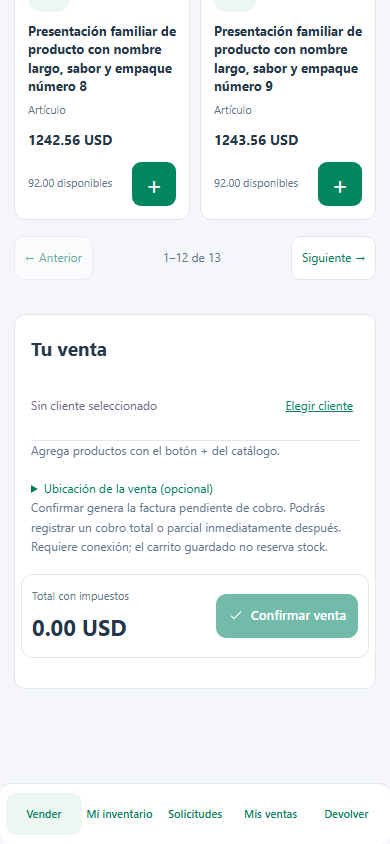 Presentación familiar de
producto con nombre
largo, sabor y empaque
número 8
Artículo
1242.56 USD
92.00 disponibles
+
Presentación familiar de
producto con nombre
largo, sabor y empaque
número 9
Artículo
1243.56 USD
92.00 disponibles
+
← Anterior
1–12 de 13
Siguiente →
Tu venta
Sin cliente seleccionado
Elegir cliente
Agrega productos con el botón + del catálogo.
▶ Ubicación de la venta (opcional)
Confirmar genera la factura pendiente de cobro. Podrás
registrar un cobro total o parcial inmediatamente después.
Requiere conexión; el carrito guardado no reserva stock.
Total con impuestos
0.00 USD
✓ Confirmar venta
Vender
Mi inventario
Solicitudes
Mis ventas
Devolver